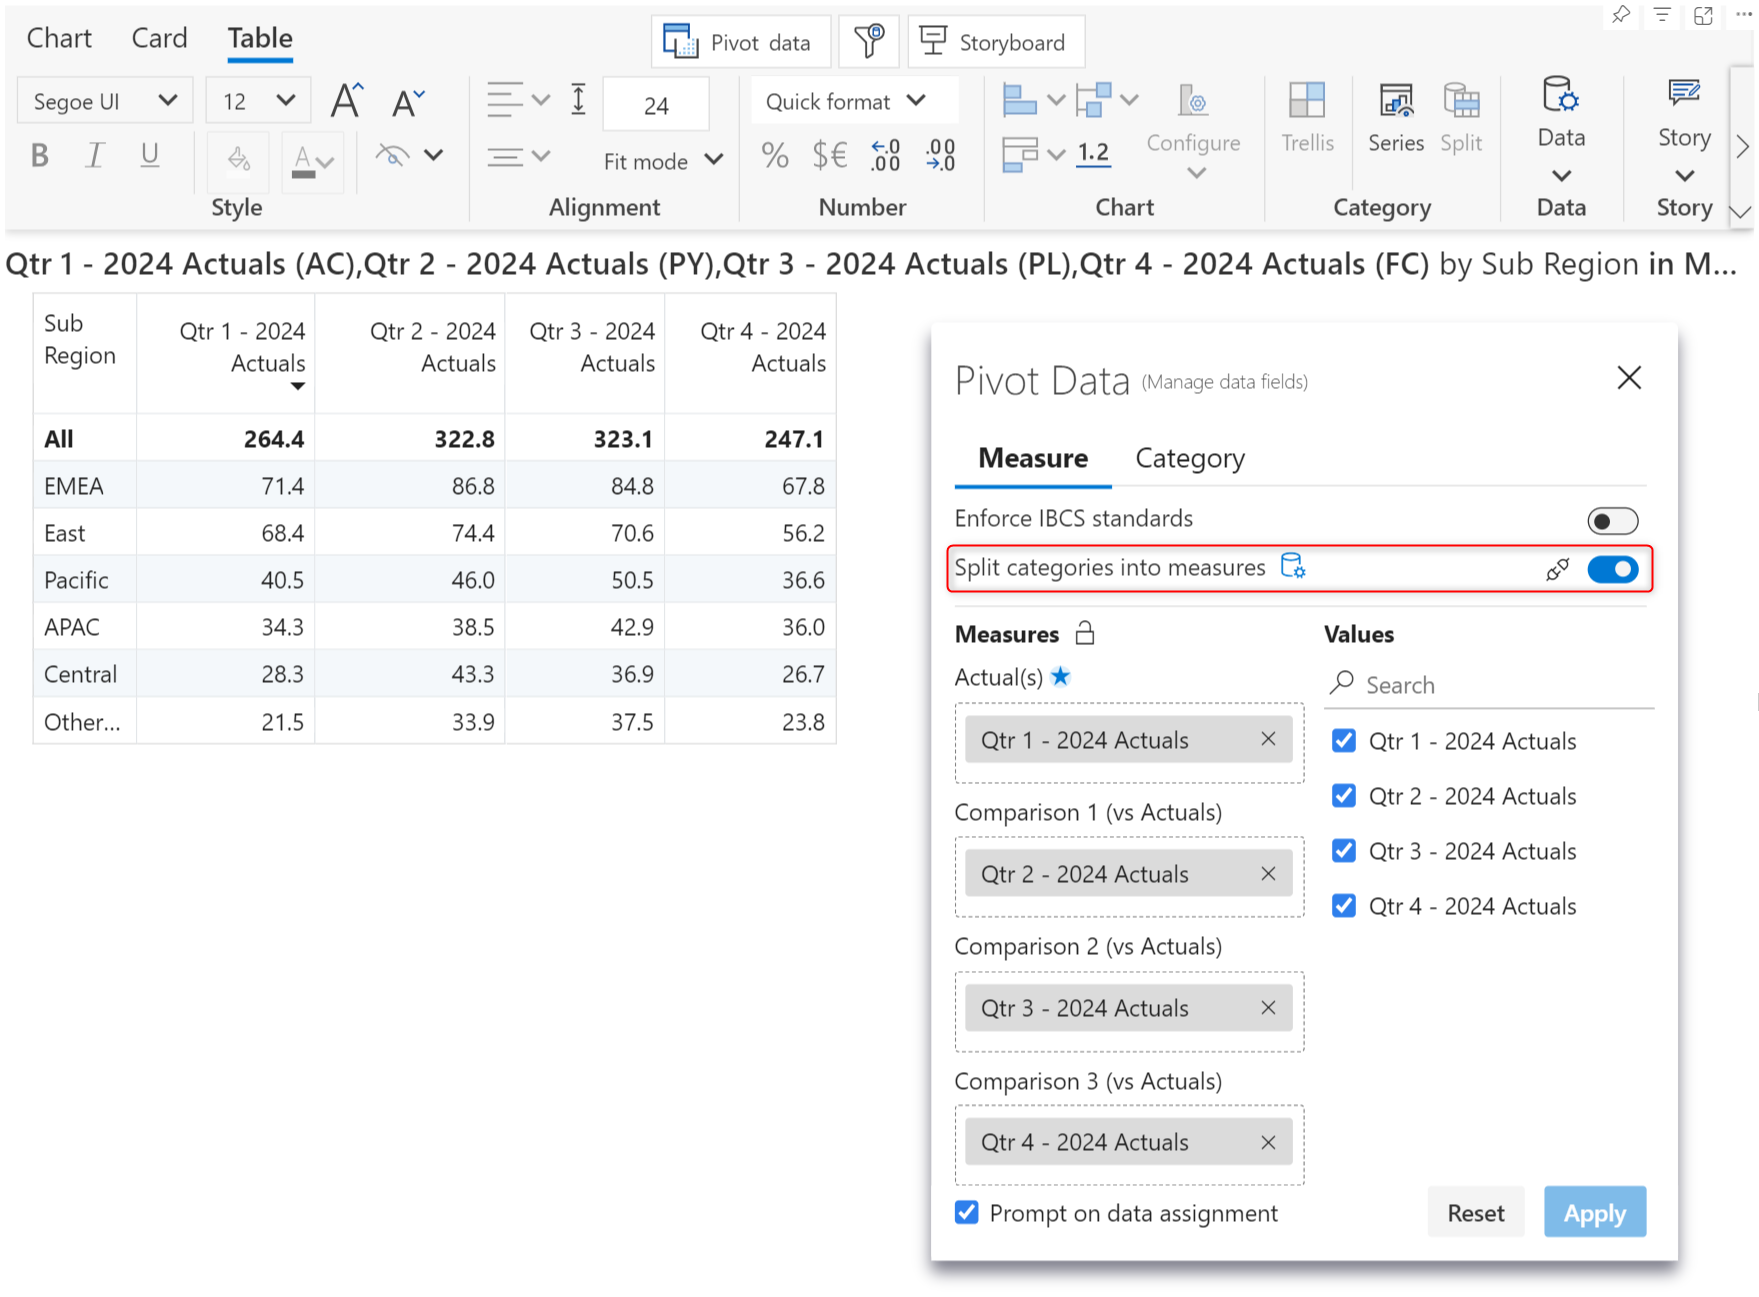 Chart Card Table Pivot data Storyboard
Segoe UI 12 A A 24 Quick format Configure Trellis Series Split Data Story
B I U A Fit mode % $€ .0 .00 .00 .0 1.2
Style Alignment Number Chart Category Data Story
Qtr 1 - 2024 Actuals (AC),Qtr 2 - 2024 Actuals (PY),Qtr 3 - 2024 Actuals (PL),Qtr 4 - 2024 Actuals (FC) by Sub Region in M...
Sub Region Qtr 1 - 2024 Actuals Qtr 2 - 2024 Actuals Qtr 3 - 2024 Actuals Qtr 4 - 2024 Actuals
All 264.4 322.8 323.1 247.1
EMEA 71.4 86.8 84.8 67.8
East 68.4 74.4 70.6 56.2
Pacific 40.5 46.0 50.5 36.6
APAC 34.3 38.5 42.9 36.0
Central 28.3 43.3 36.9 26.7
Other... 21.5 33.9 37.5 23.8
Pivot Data (Manage data fields)
Measure Category
Enforce IBCS standards
Split categories into measures
Measures
Actual(s)
Qtr 1 - 2024 Actuals
Comparison 1 (vs Actuals)
Qtr 2 - 2024 Actuals
Comparison 2 (vs Actuals)
Qtr 3 - 2024 Actuals
Comparison 3 (vs Actuals)
Qtr 4 - 2024 Actuals
Values
Search
Qtr 1 - 2024 Actuals
Qtr 2 - 2024 Actuals
Qtr 3 - 2024 Actuals
Qtr 4 - 2024 Actuals
Prompt on data assignment
Reset Apply